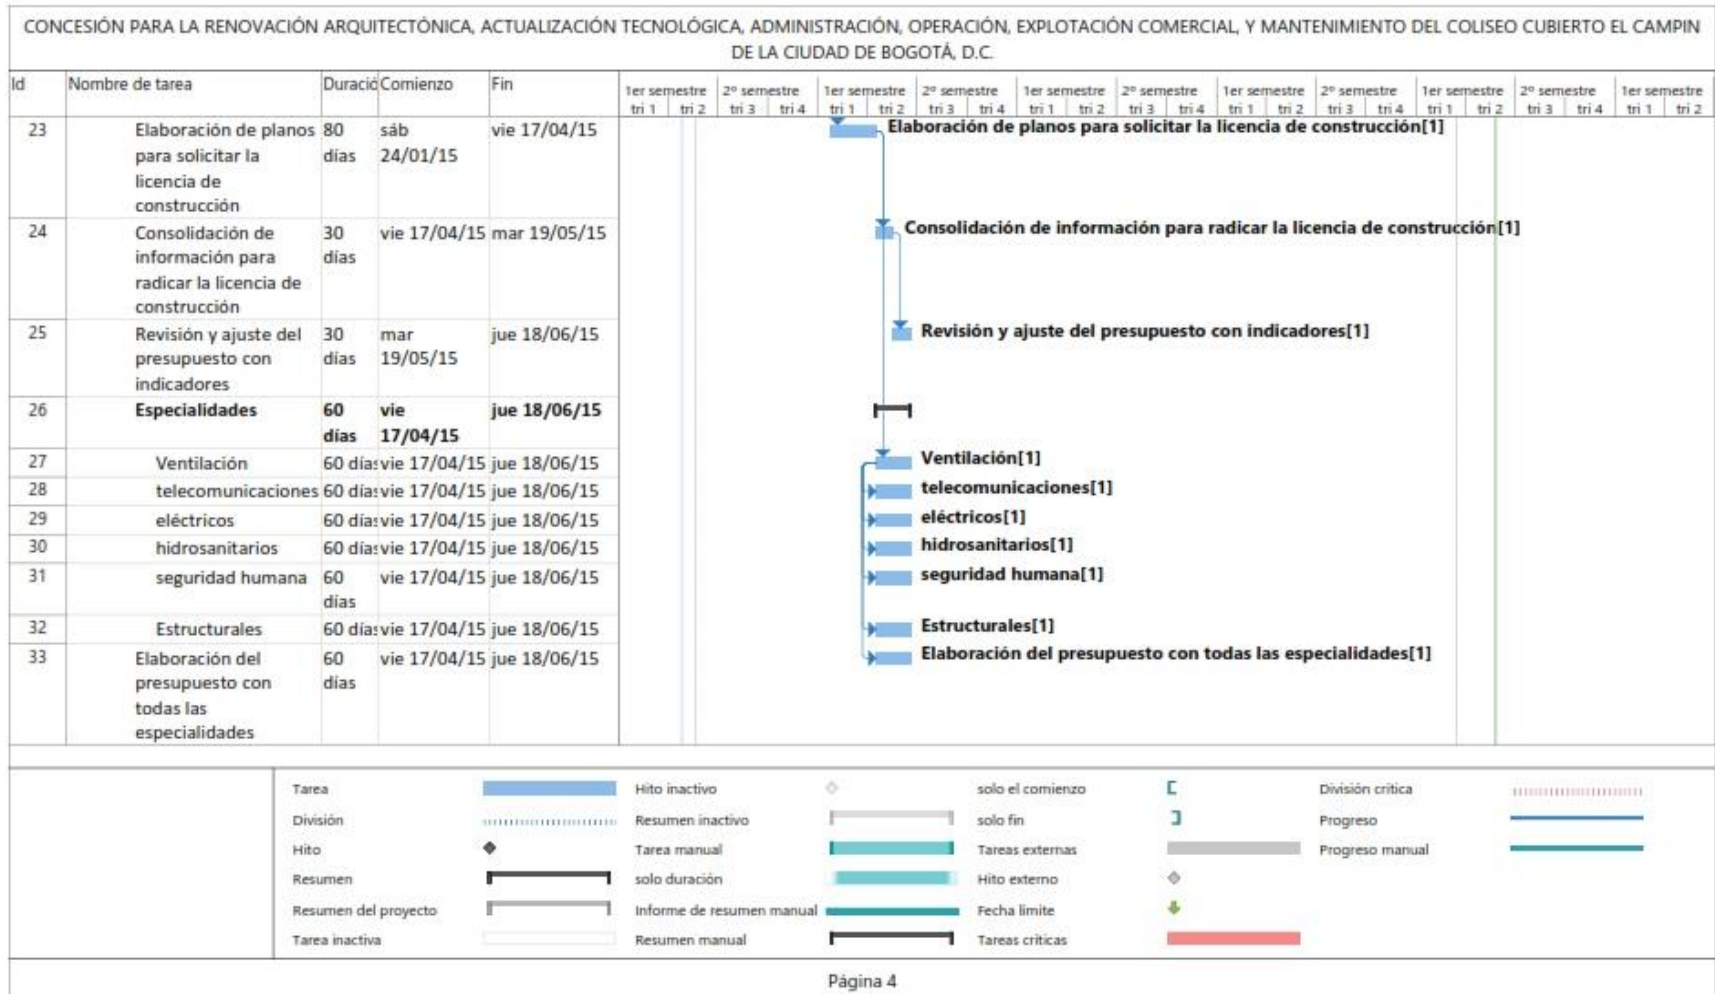 CONCESIÓN PARA LA RENOVACIÓN ARQUITECTÓNICA, ACTUALIZACIÓN TECNOLÓGICA, ADMINISTRACIÓN, OPERACIÓN, EXPLOTACIÓN COMERCIAL, Y MANTENIMIENTO DEL COLISEO CUBIERTO EL CAMPIN
DE LA CIUDAD DE BOGOTÁ, D.C.
Id Nombre de tarea Duració Comienzo Fin
1er semestre 2º semestre 1er semestre 2º semestre 1er semestre 2º semestre 1er semestre 2º semestre 1er semestre 2º semestre 1er semestre
tri 1 tri 2 tri 3 tri 4 tri 1 tri 2 tri 3 tri 4 tri 1 tri 2 tri 3 tri 4 tri 1 tri 2 tri 3 tri 4 tri 1 tri 2 tri 3 tri 4 tri 1 tri 2
23 Elaboración de planos 80 sáb vie 17/04/15 Elaboración de planos para solicitar la licencia de construcción[1]
para solicitar la días 24/01/15
licencia de
construcción
24 Consolidación de 30 vie 17/04/15 mar 19/05/15 Consolidación de información para radicar la licencia de construcción[1]
información para días
radicar la licencia de
construcción
25 Revisión y ajuste del 30 mar jue 18/06/15 Revisión y ajuste del presupuesto con indicadores[1]
presupuesto con días 19/05/15
indicadores
26 Especialidades 60 vie jue 18/06/15
días 17/04/15
27 Ventilación 60 días vie 17/04/15 jue 18/06/15 Ventilación[1]
28 telecomunicaciones 60 días vie 17/04/15 jue 18/06/15 telecomunicaciones[1]
29 eléctricos 60 días vie 17/04/15 jue 18/06/15 eléctricos[1]
30 hidrosanitarios 60 días vie 17/04/15 jue 18/06/15 hidrosanitarios[1]
31 seguridad humana 60 vie 17/04/15 jue 18/06/15 seguridad humana[1]
días
32 Estructurales 60 días vie 17/04/15 jue 18/06/15 Estructurales[1]
33 Elaboración del 60 vie 17/04/15 jue 18/06/15 Elaboración del presupuesto con todas las especialidades[1]
presupuesto con días
todas las
especialidades
Tarea Hito inactivo solo el comienzo División crítica
División Resumen inactivo solo fin Progreso
Hito Tarea manual Tareas externas Progreso manual
Resumen solo duración Hito externo
Resumen del proyecto Informe de resumen manual Fecha límite
Tarea inactiva Resumen manual Tareas críticas
Página 4